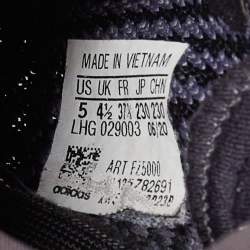 MADE IN VIETNAM
US UK FR JP CHN
5 4½ 37⅓ 230 230
LHG 029003 06/20
ART FZ5000
adidas